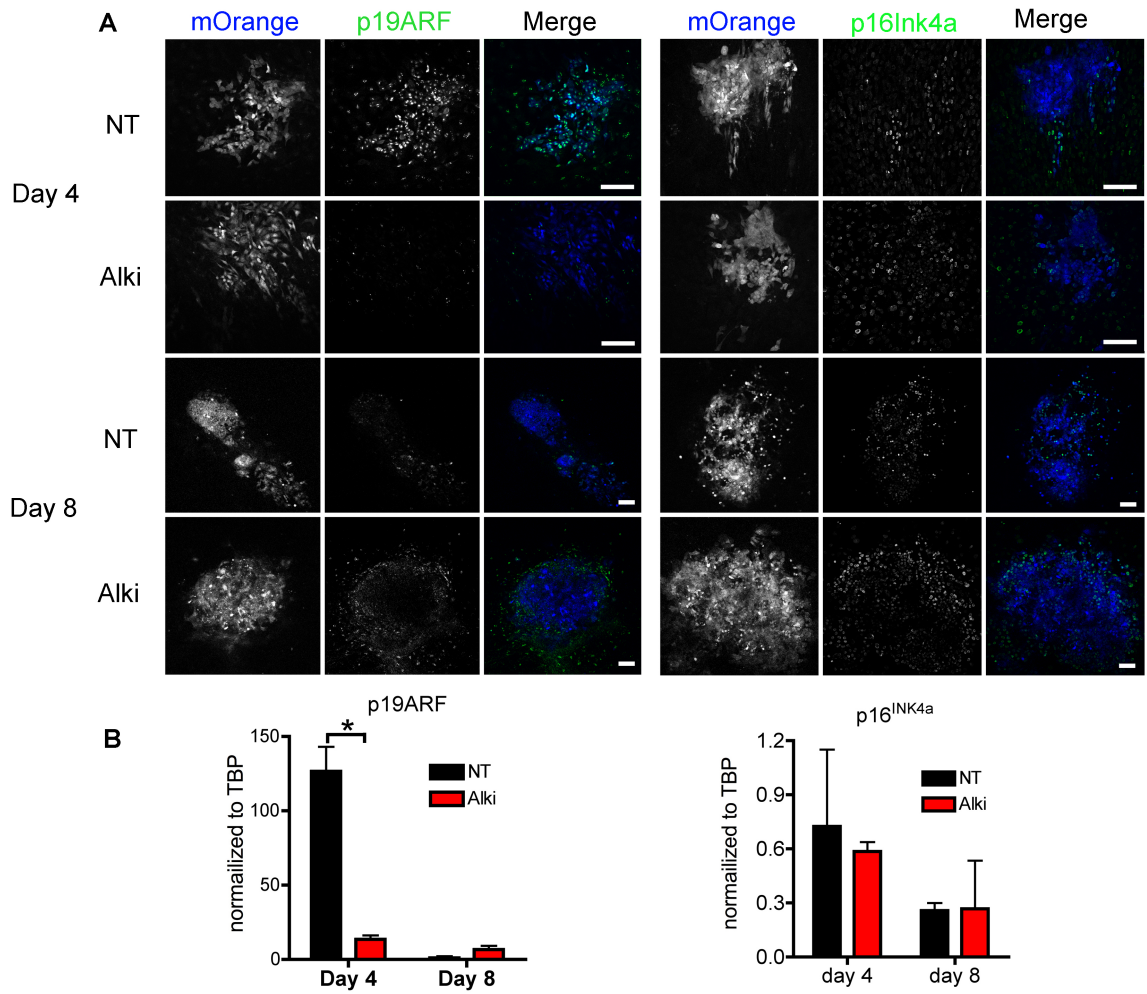 A
mOrange p19ARF Merge mOrange p16Ink4a Merge
NT
Day 4
Alki
NT
Day 8
Alki
B
p19ARF
normailized to TBP
150
100
50
0
*
NT
Alki
Day 4 Day 8
p16INK4a
normailized to TBP
1.2
0.9
0.6
0.3
0.0
NT
Alki
day 4 day 8